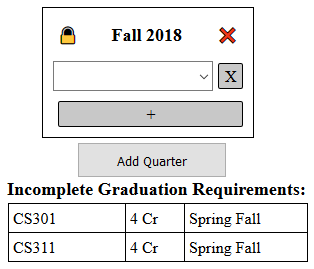 Fall 2018
X
+
Add Quarter
Incomplete Graduation Requirements:
CS301 4 Cr Spring Fall
CS311 4 Cr Spring Fall